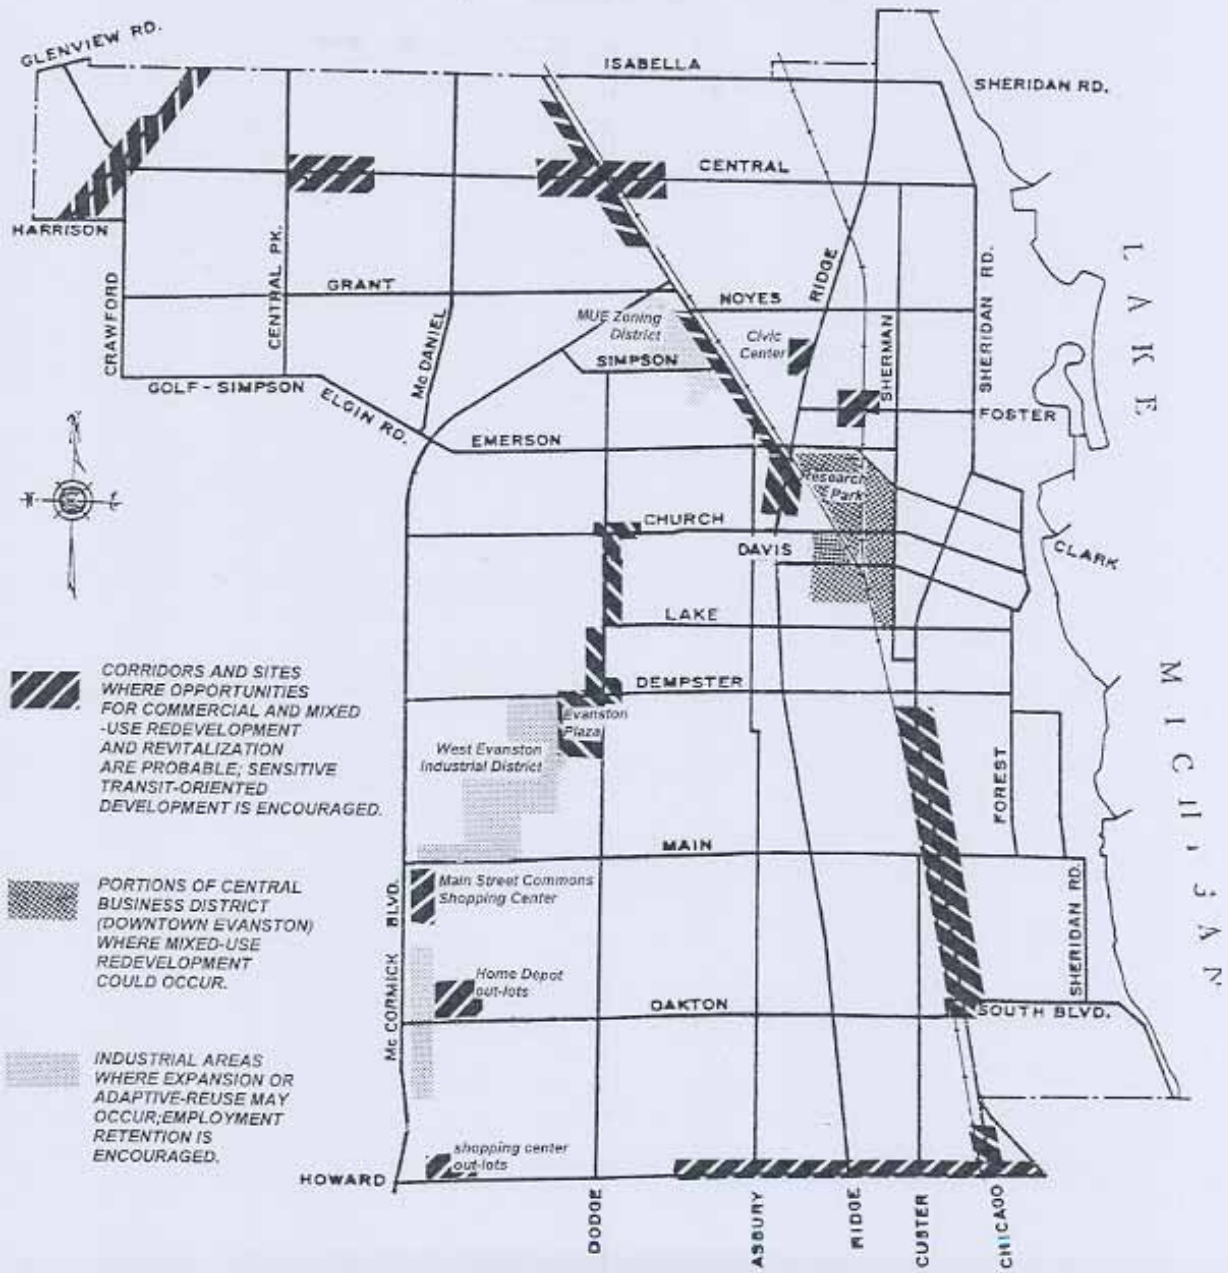 GLENVIEW RD.
ISABELLA
SHERIDAN RD.
CENTRAL
HARRISON
CRAWFORD
CENTRAL PK.
GRANT
McDANIEL
NOYES
RIDGE
SHERMAN
SHERIDAN RD.
LAKE
MUE Zoning
District
Civic
Center
SIMPSON
GOLF - SIMPSON
ELGIN RD.
FOSTER
EMERSON
Research
Park
CHURCH
DAVIS
CLARK
LAKE
DEMPSTER
CORRIDORS AND SITES
WHERE OPPORTUNITIES
FOR COMMERCIAL AND MIXED
-USE REDEVELOPMENT
AND REVITALIZATION
ARE PROBABLE; SENSITIVE
TRANSIT-ORIENTED
DEVELOPMENT IS ENCOURAGED.
Evanston
Plaza
West Evanston
Industrial District
FOREST
MICHIGAN
MAIN
PORTIONS OF CENTRAL
BUSINESS DISTRICT
(DOWNTOWN EVANSTON)
WHERE MIXED-USE
REDEVELOPMENT
COULD OCCUR.
Main Street Commons
Shopping Center
McCORMICK BLVD.
SHERIDAN RD.
Home Depot
out-lots
OAKTON
SOUTH BLVD.
INDUSTRIAL AREAS
WHERE EXPANSION OR
ADAPTIVE-REUSE MAY
OCCUR;EMPLOYMENT
RETENTION IS
ENCOURAGED.
shopping center
out-lots
HOWARD
DODGE
ASBURY
RIDGE
CUSTER
CHICAGO